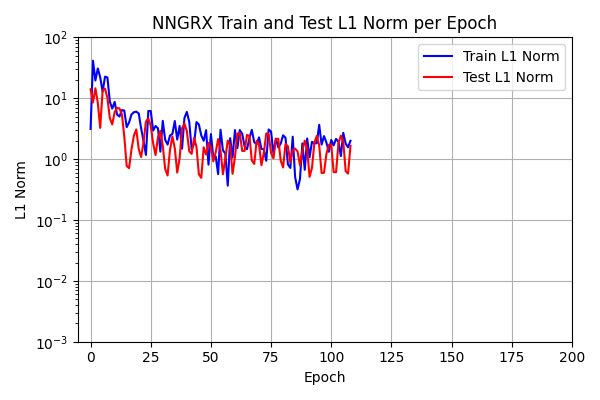 NNGRX Train and Test L1 Norm per Epoch
L1 Norm
10²
10¹
10⁰
10⁻¹
10⁻²
10⁻³
Train L1 Norm
Test L1 Norm
0 25 50 75 100 125 150 175 200
Epoch